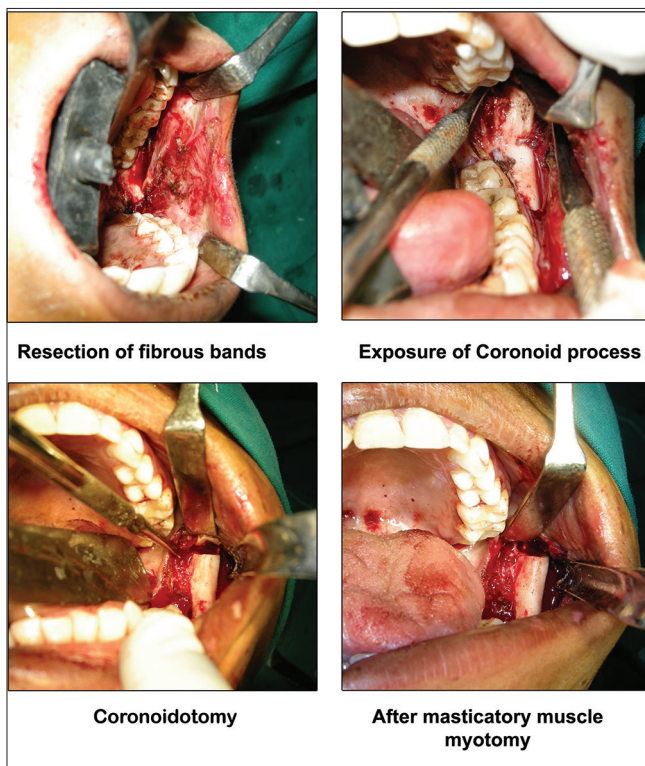 Resection of fibrous bands
Exposure of Coronoid process
Coronoidotomy
After masticatory muscle
myotomy